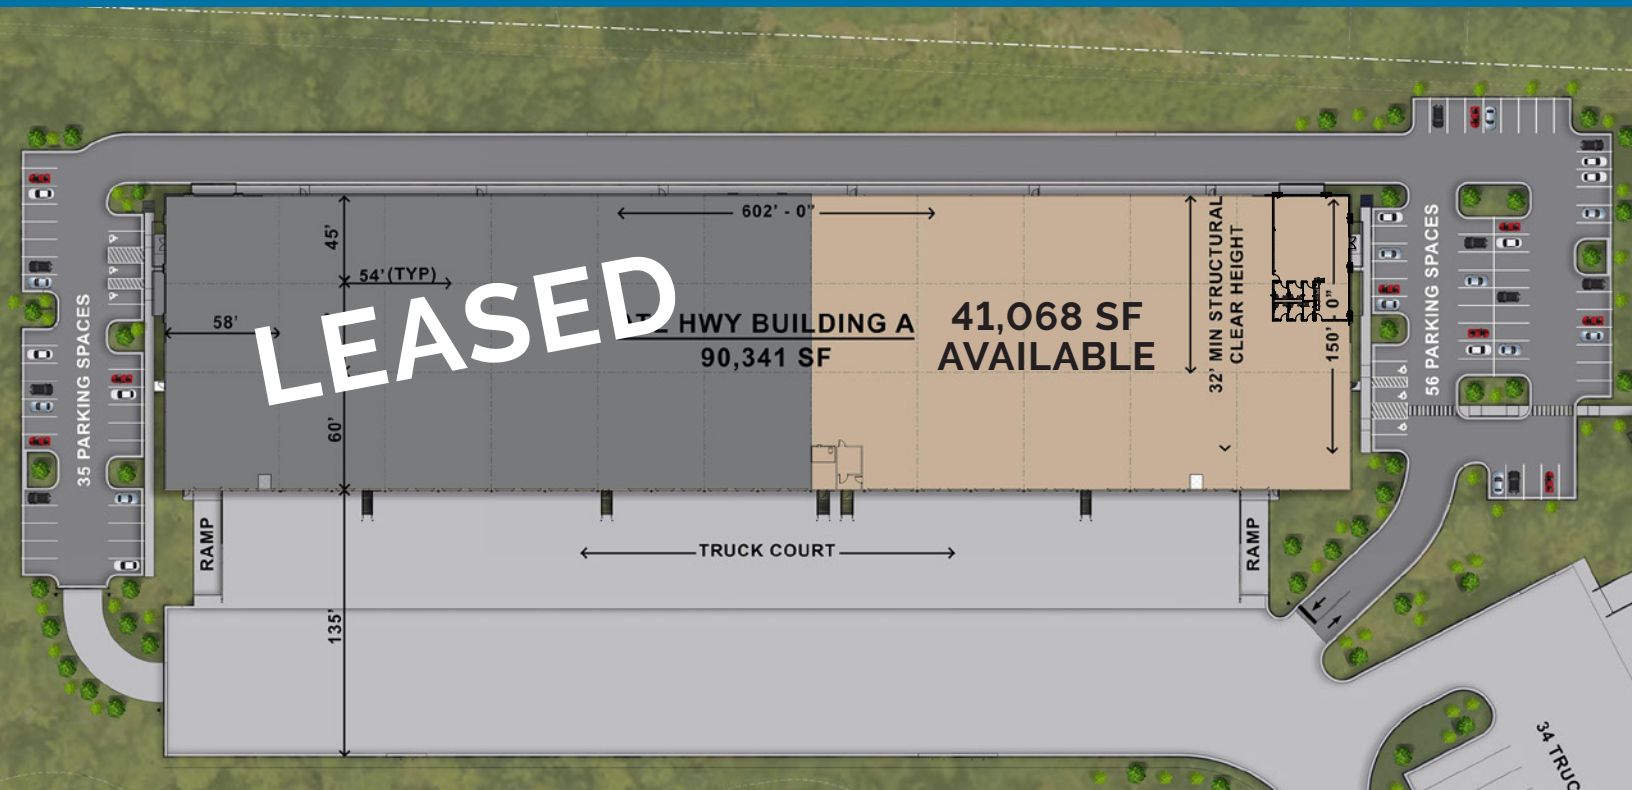 602' - 0"
45'
54'(TYP)
58'
LEASED
HWY BUILDING A
90,341 SF
41,068 SF
AVAILABLE
32' MIN STRUCTURAL
CLEAR HEIGHT
150' 0"
60'
35 PARKING SPACES
56 PARKING SPACES
RAMP
TRUCK COURT
RAMP
135'
34